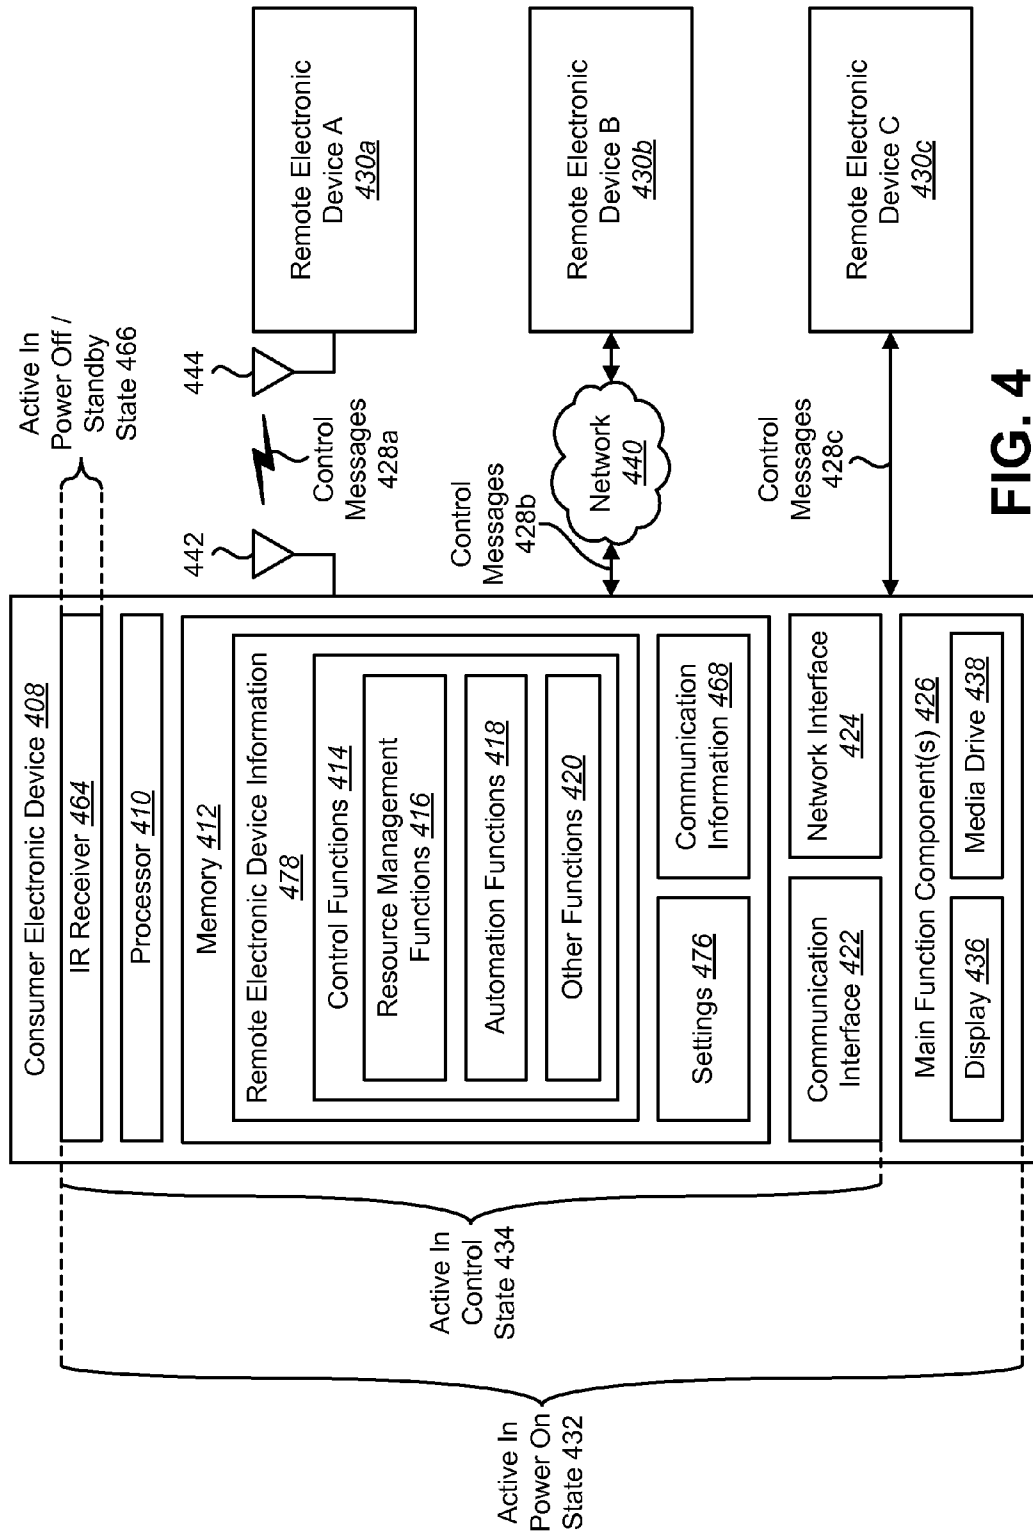 Consumer Electronic Device 408
IR Receiver 464
Processor 410
Memory 412
Remote Electronic Device Information
478
Control Functions 414
Resource Management
Functions 416
Automation Functions 418
Other Functions 420
Settings 476
Communication
Information 468
Communication
Interface 422
Network Interface
424
Main Function Component(s) 426
Display 436
Media Drive 438
Active In
Power On
State 432
Active In
Control
State 434
Active In
Power Off /
Standby
State 466
442
444
Control
Messages
428a
Remote Electronic
Device A
430a
Control
Messages
428b
Network
440
Remote Electronic
Device B
430b
Control
Messages
428c
Remote Electronic
Device C
430c
FIG. 4